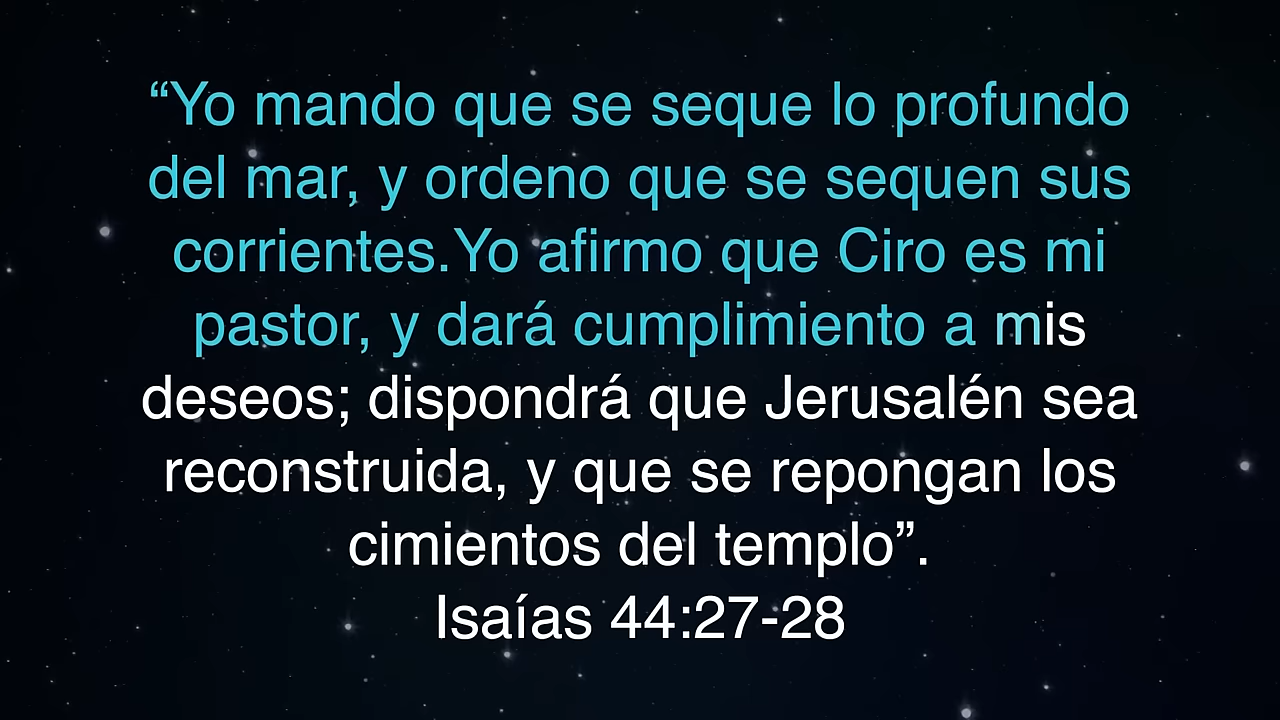 “Yo mando que se seque lo profundo
del mar, y ordeno que se sequen sus
corrientes.Yo afirmo que Ciro es mi
pastor, y dará cumplimiento a mis
deseos; dispondrá que Jerusalén sea
reconstruida, y que se repongan los
cimientos del templo”.
Isaías 44:27-28